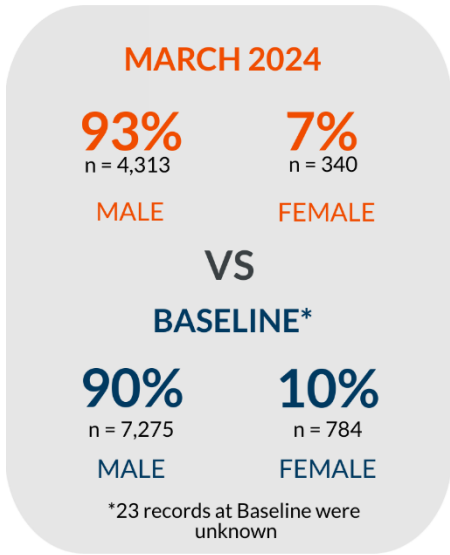 MARCH 2024
93% 7%
n = 4,313 n = 340
MALE FEMALE
VS
BASELINE*
90% 10%
n = 7,275 n = 784
MALE FEMALE
*23 records at Baseline were
unknown